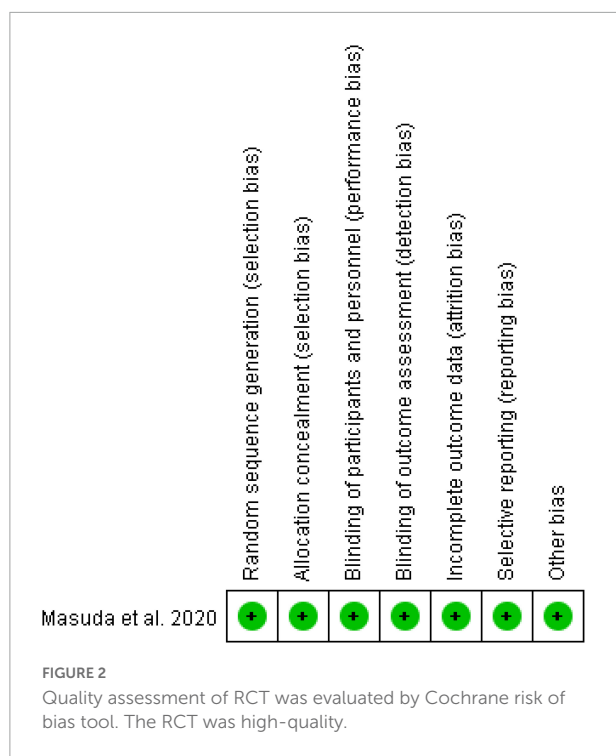 Random sequence generation (selection bias)
Allocation concealment (selection bias)
Blinding of participants and personnel (performance bias)
Blinding of outcome assessment (detection bias)
Incomplete outcome data (attrition bias)
Selective reporting (reporting bias)
Other bias
Masuda et al. 2020 + + + + + + +
FIGURE 2
Quality assessment of RCT was evaluated by Cochrane risk of
bias tool. The RCT was high-quality.